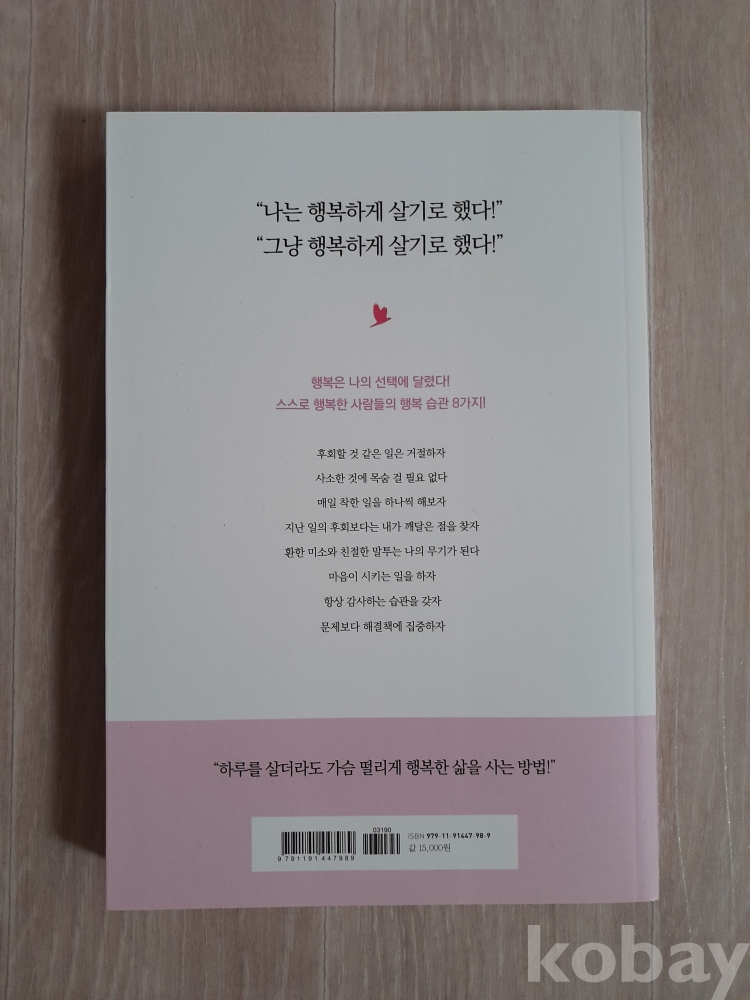 “나는 행복하게 살기로 했다!”
“그냥 행복하게 살기로 했다!”
행복은 나의 선택에 달렸다!
스스로 행복한 사람들의 행복 습관 8가지!
후회할 것 같은 일은 거절하자
사소한 것에 목숨 걸 필요 없다
매일 착한 일을 하나씩 해보자
지난 일의 후회보다는 내가 깨달은 점을 찾자
환한 미소와 친절한 말투는 나의 무기가 된다
마음이 시키는 일을 하자
항상 감사하는 습관을 갖자
문제보다 해결책에 집중하자
“하루를 살더라도 가슴 떨리게 행복한 삶을 사는 방법!”
03190
9791191447989
ISBN 979-11-91447-98-9
값 15,000원
kobay